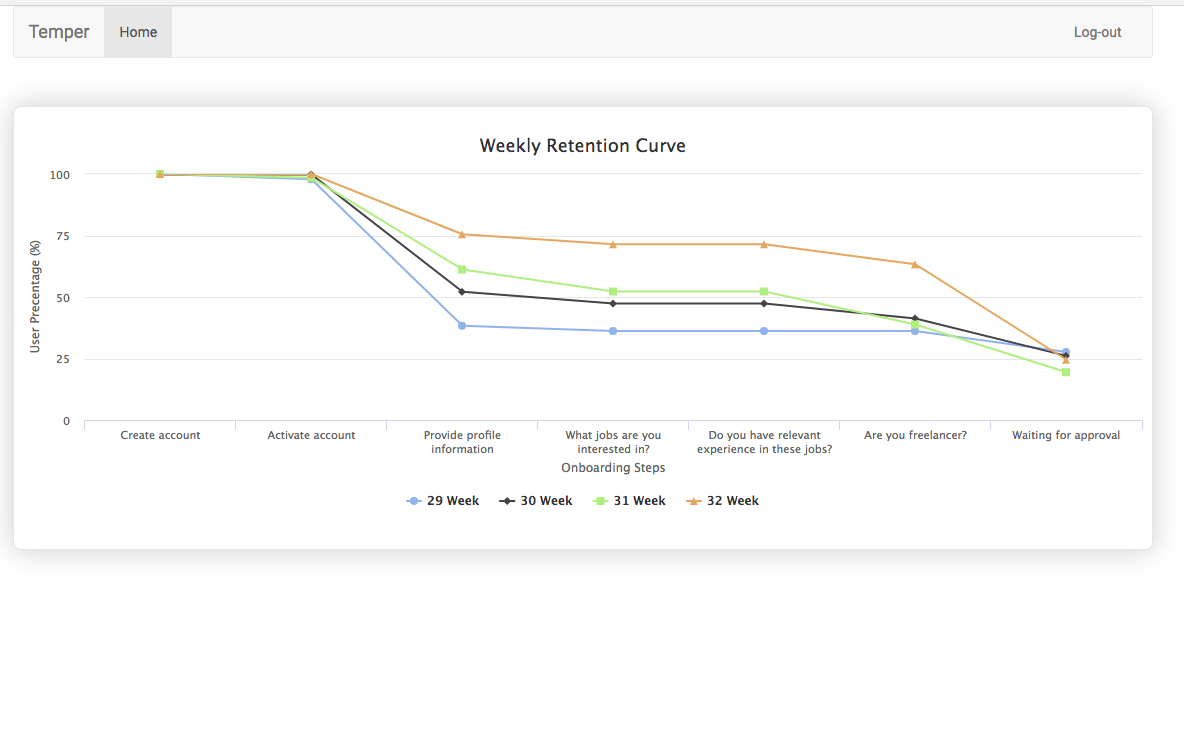 Temper Home Log-out
Weekly Retention Curve
User Precentage (%)
100
75
50
25
0
Create account
Activate account
Provide profile
information
What jobs are you
interested in?
Do you have relevant
experience in these jobs?
Are you freelancer?
Waiting for approval
Onboarding Steps
29 Week 30 Week 31 Week 32 Week